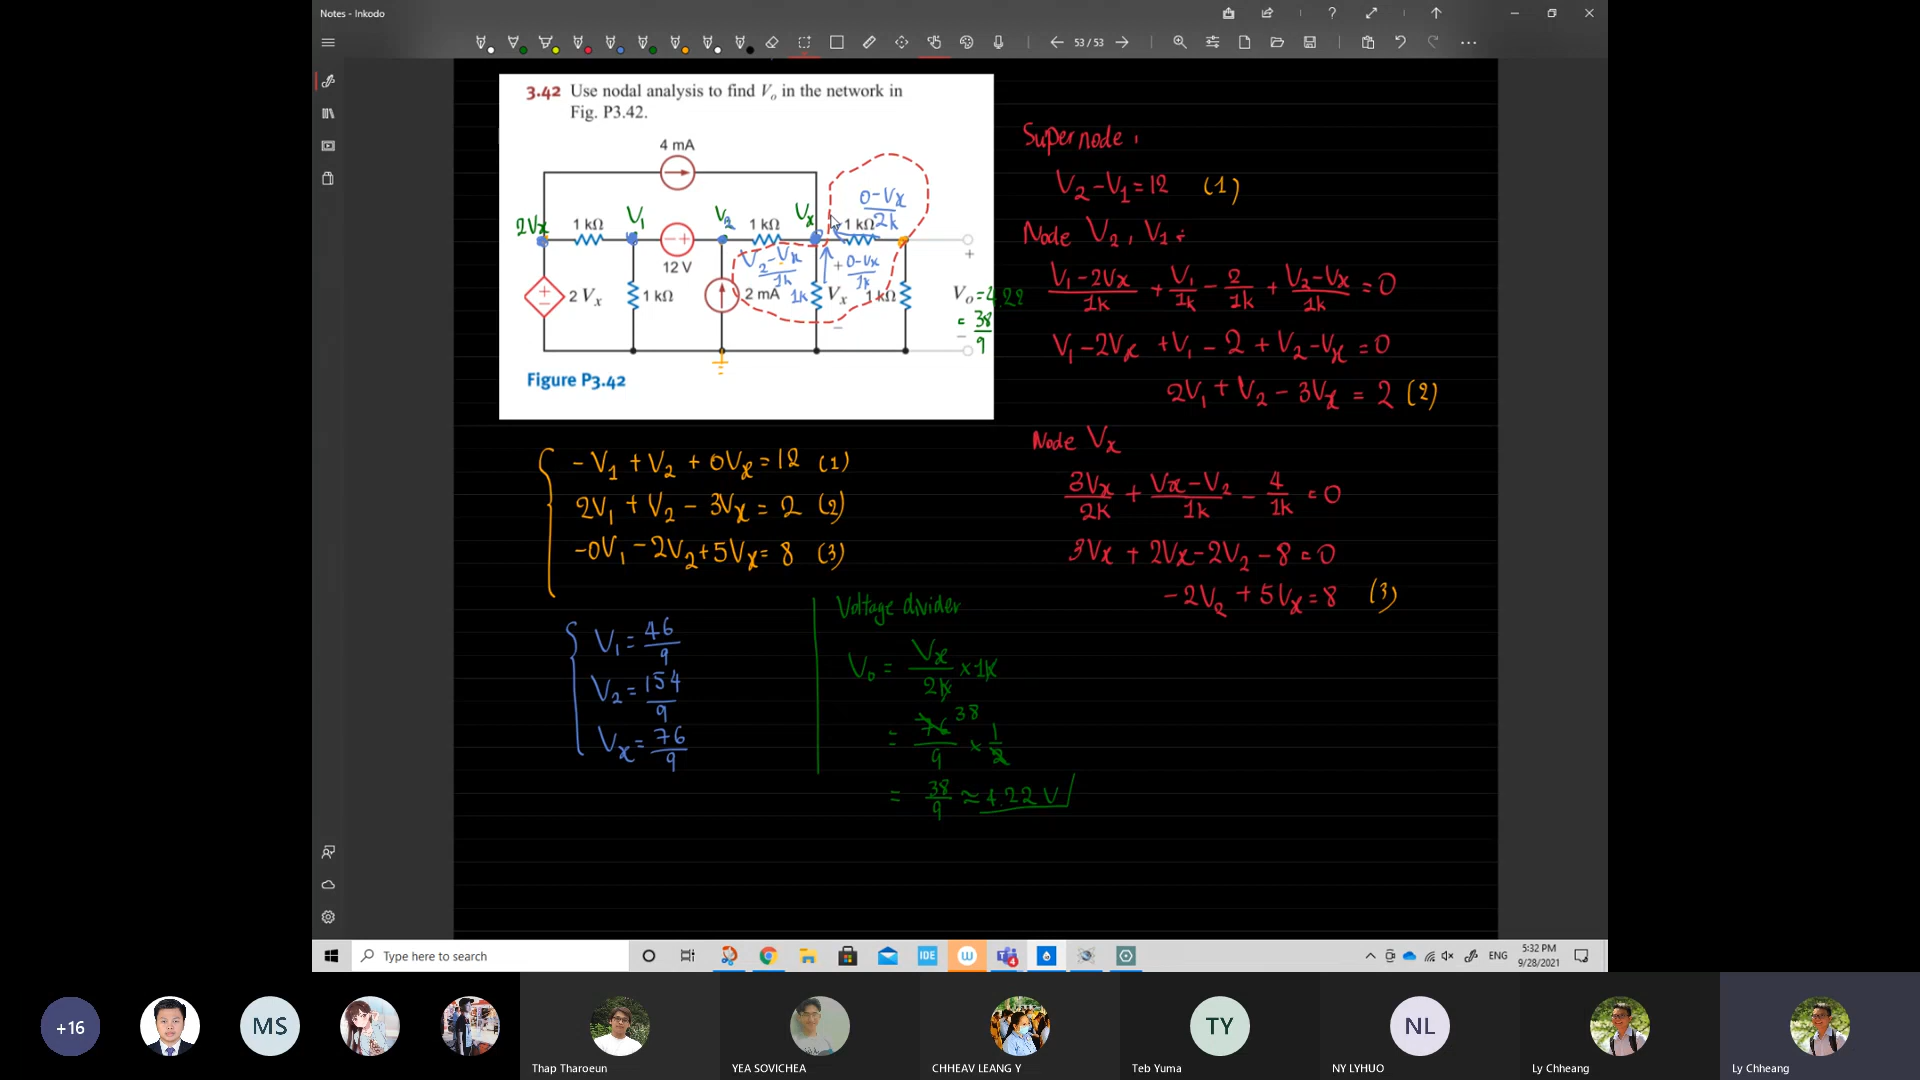 Notes - Inkodo
53 / 53
3.42 Use nodal analysis to find Vo in the network in
Fig. P3.42.
4 mA
2Vx
1 kΩ
V1
V2
1 kΩ
Vx
1 kΩ
0-Vx
2k
12 V
V2-Vx
1k
0-Vx
1k
+
2 Vx
1 kΩ
2 mA
1k
Vx
1 kΩ
+
Vo = 4.22
= 38
9
Figure P3.42
Supernode :
V2 - V1 = 12 (1)
Node V2, V1 :
V1-2Vx/1k + V1/1k - 2/1k + V2-Vx/1k = 0
V1 - 2Vx + V1 - 2 + V2 - Vx = 0
2V1 + V2 - 3Vx = 2 (2)
Node Vx
3Vx/2k + Vx-V2/1k - 4/1k = 0
3Vx + 2Vx - 2V2 - 8 = 0
-2V2 + 5Vx = 8 (3)
-V1 + V2 + 0Vx = 12 (1)
2V1 + V2 - 3Vx = 2 (2)
-0V1 - 2V2 + 5Vx = 8 (3)
V1 = 46/9
V2 = 154/9
Vx = 76/9
Voltage divider
Vo = Vx/2k × 1k
= 76/9 38 × 1/2
= 38/9 ≈ 4.22 V
Type here to search
IDE
4
ENG
5:32 PM
9/28/2021
+16
MS
Thap Tharoeun
YEA SOVICHEA
CHHEAV LEANG Y
TY
Teb Yuma
NL
NY LYHUO
Ly Chheang
Ly Chheang